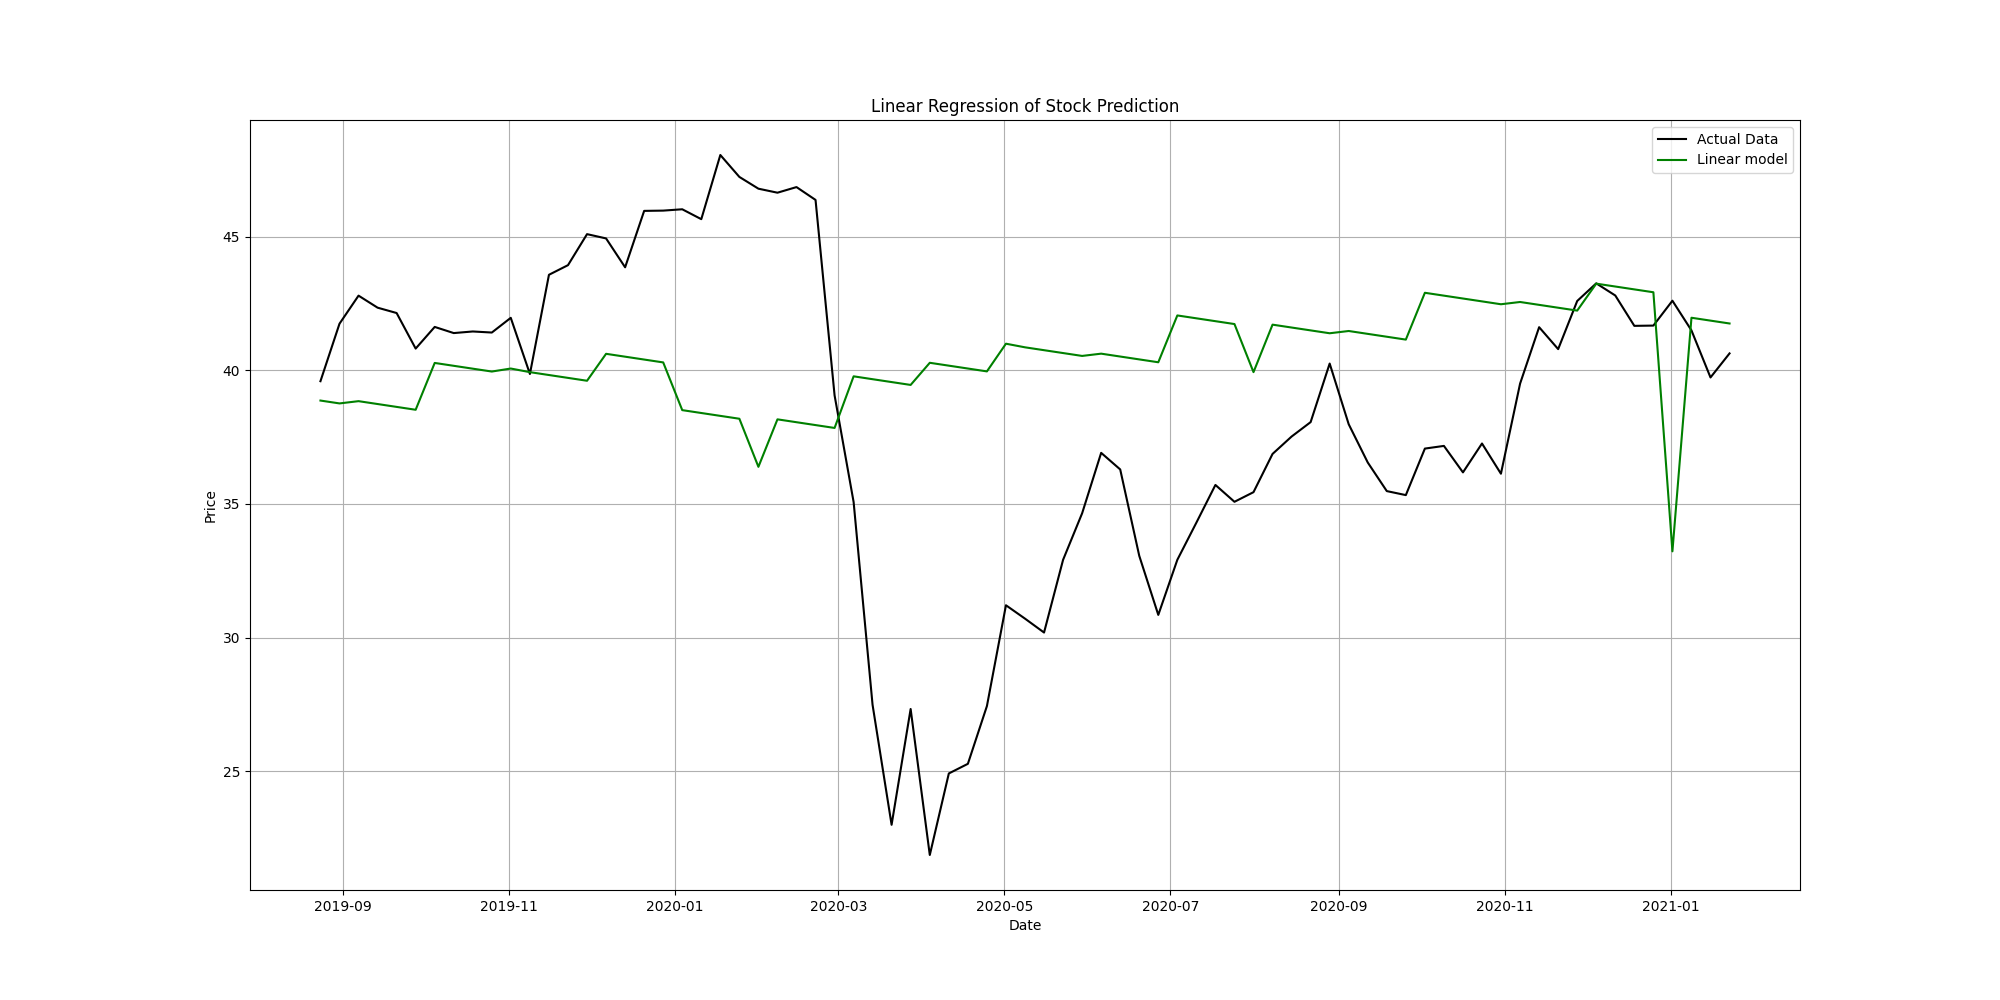 Linear Regression of Stock Prediction
Actual Data
Linear model
Price
45
40
35
30
25
2019-09
2019-11
2020-01
2020-03
2020-05
2020-07
2020-09
2020-11
2021-01
Date